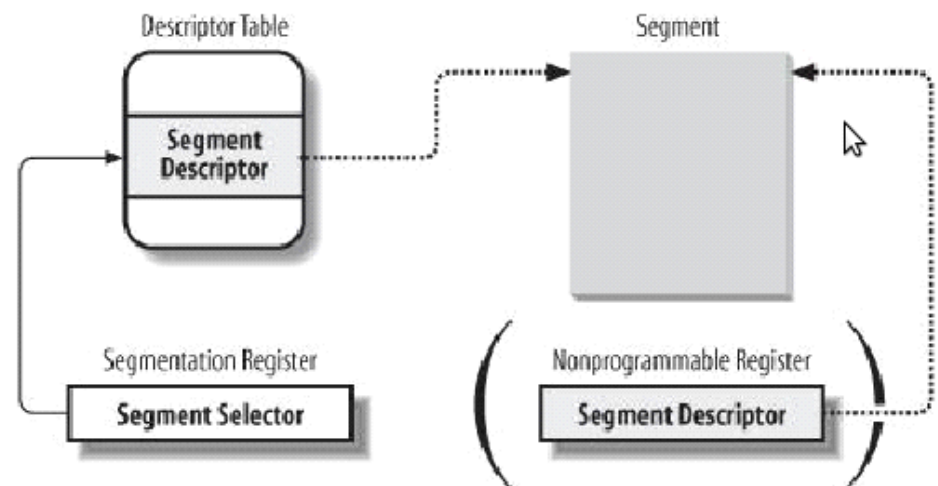 Descriptor Table
Segment
Segment
Descriptor
Segmentation Register
Nonprogrammable Register
Segment Selector
Segment Descriptor